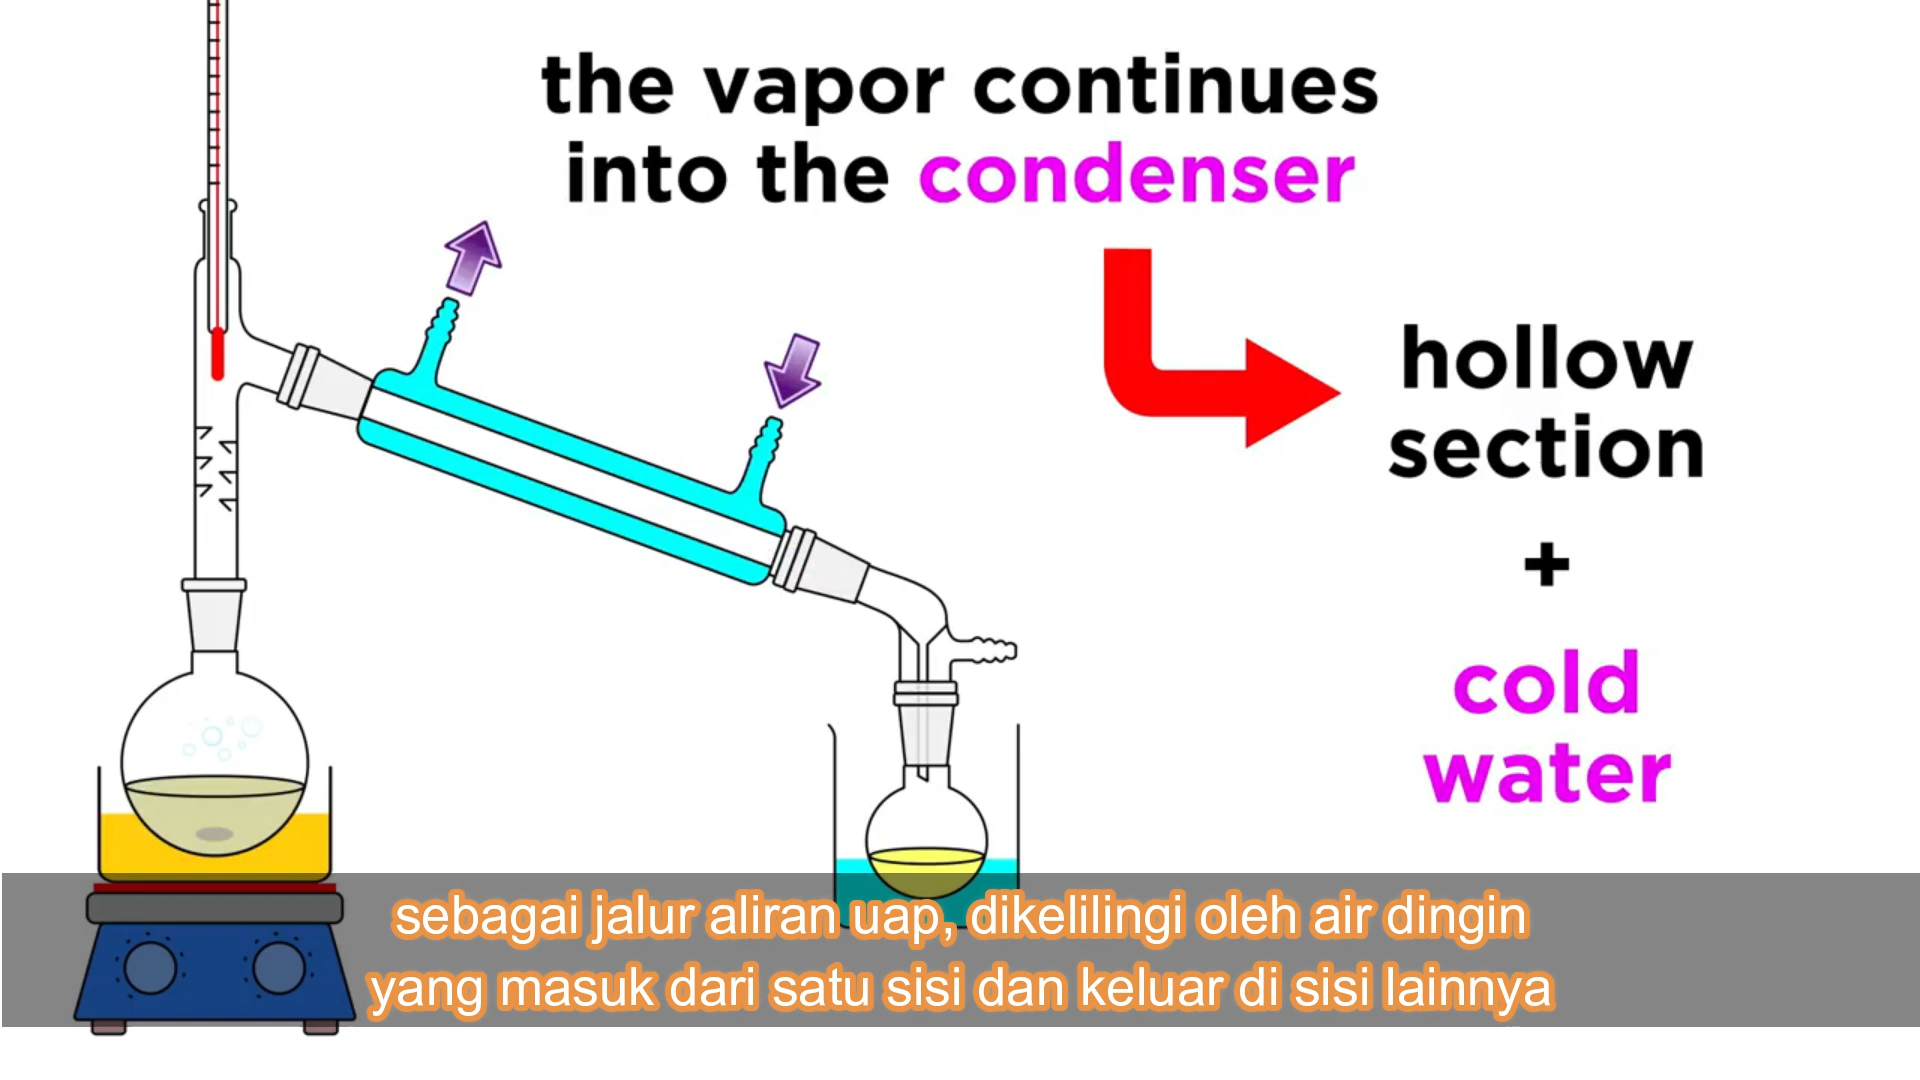 the vapor continues
into the condenser
hollow
section
+
cold
water
sebagai jalur aliran uap, dikelilingi oleh air dingin
yang masuk dari satu sisi dan keluar di sisi lainnya